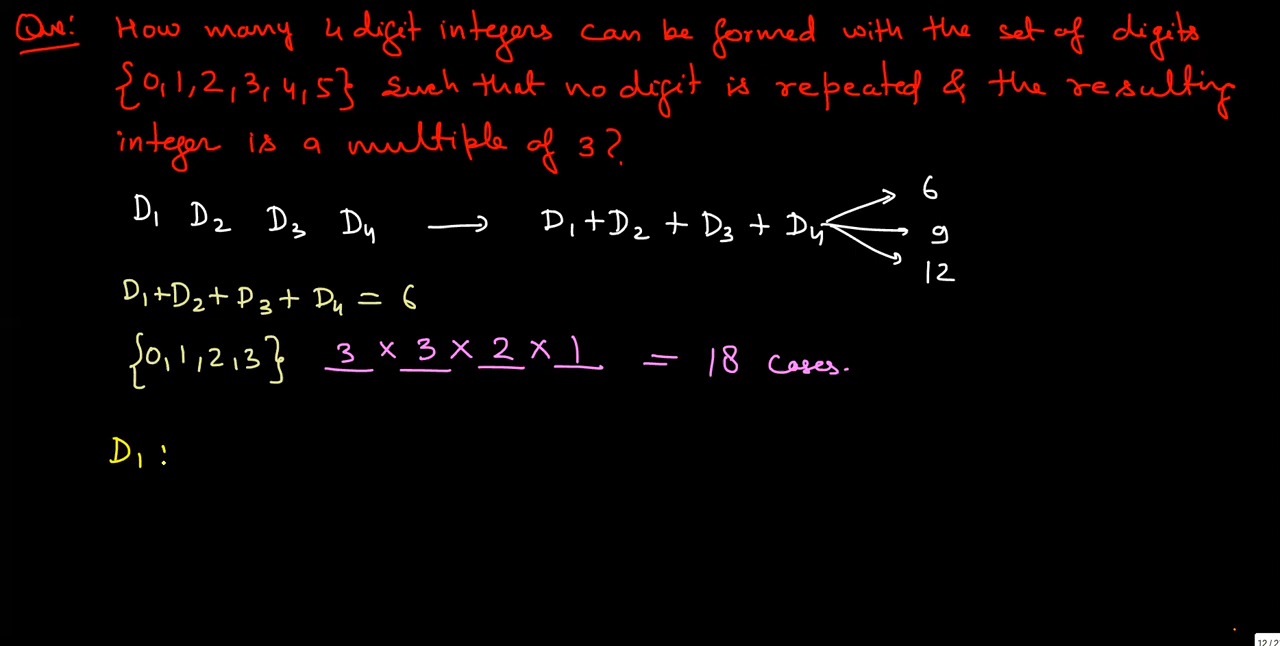 Que: How many 4 digit integers can be formed with the set of digits
{0,1,2,3,4,5} such that no digit is repeated & the resulting
integer is a multiple of 3?
D₁ D₂ D₃ D₄ → D₁+D₂ + D₃ + D₄ 6
9
12
D₁+D₂+ D₃+ D₄ = 6
{0,1,2,3} 3 × 3 × 2 × 1 = 18 cases.
D₁ :
12/2